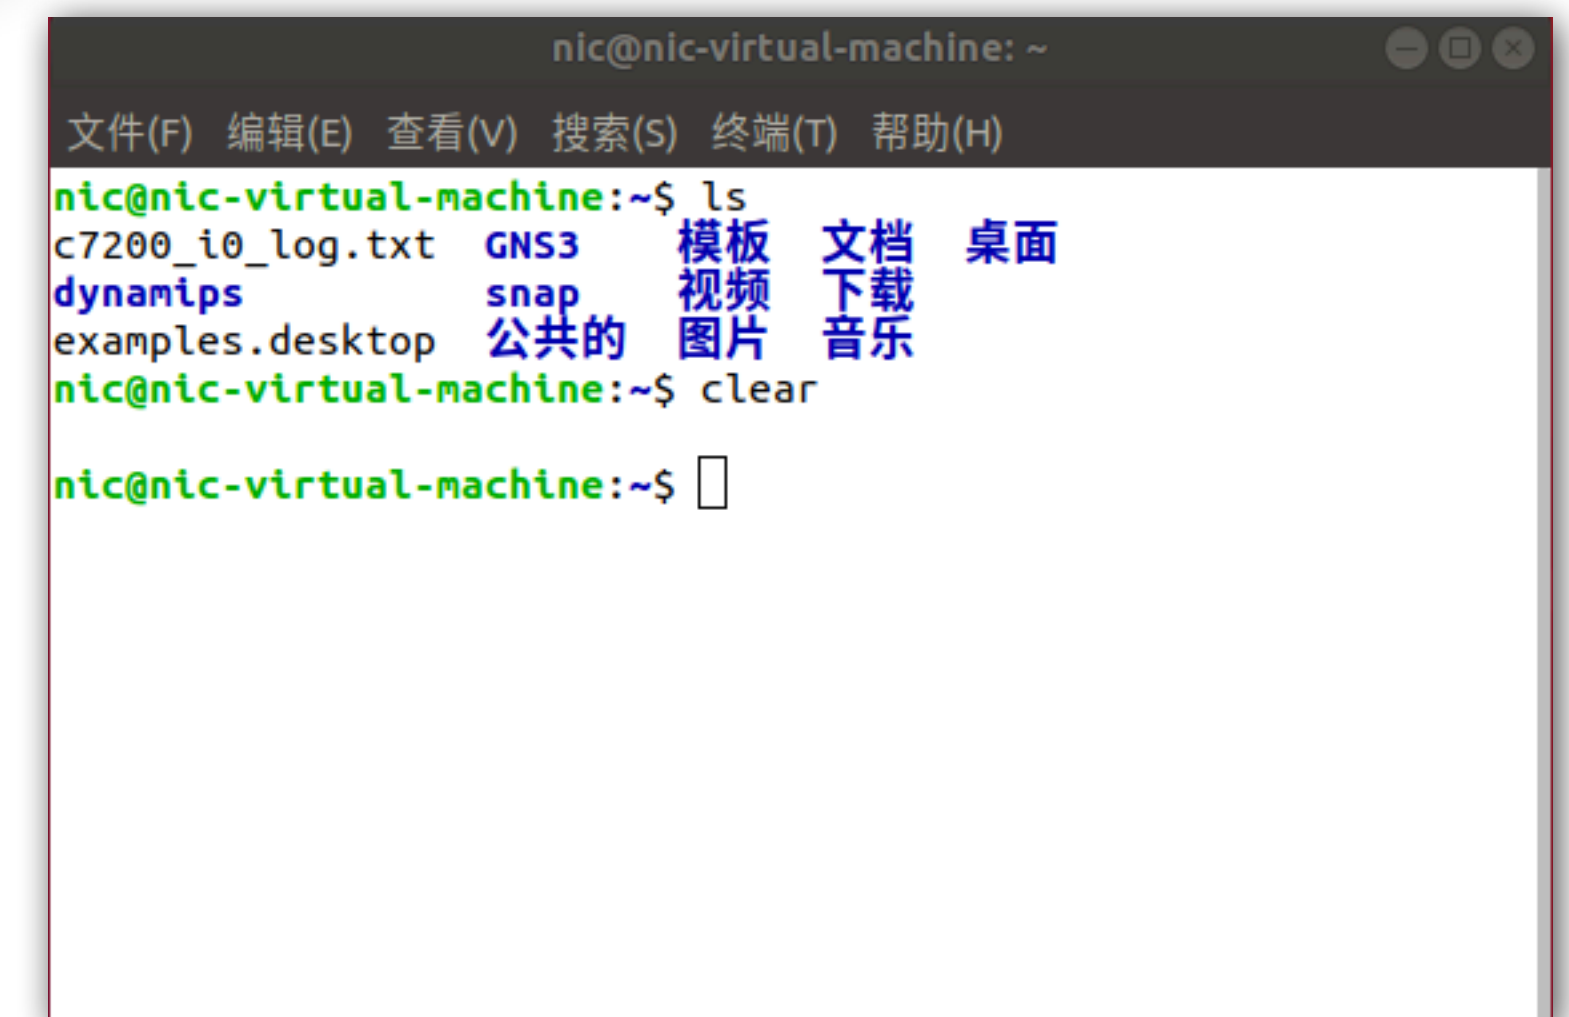 nic@nic-virtual-machine: ~
文件(F) 编辑(E) 查看(V) 搜索(S) 终端(T) 帮助(H)
nic@nic-virtual-machine:~$ ls
c7200_i0_log.txt GNS3 模板 文档 桌面
dynamips snap 视频 下载
examples.desktop 公共的 图片 音乐
nic@nic-virtual-machine:~$ clear
nic@nic-virtual-machine:~$